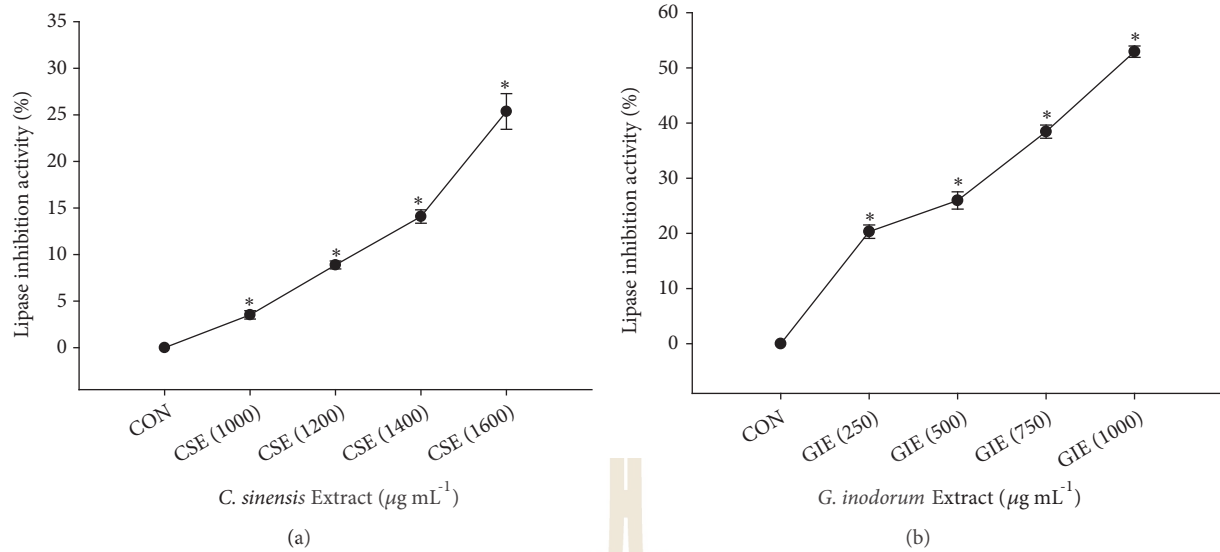 Lipase inhibition activity (%)
35
30
25
20
15
10
5
0
*
*
*
*
CON
CSE (1000)
CSE (1200)
CSE (1400)
CSE (1600)
C. sinensis Extract (μg mL⁻¹)
(a)
Lipase inhibition activity (%)
60
50
40
30
20
10
0
*
*
*
*
CON
GIE (250)
GIE (500)
GIE (750)
GIE (1000)
G. inodorum Extract (μg mL⁻¹)
(b)